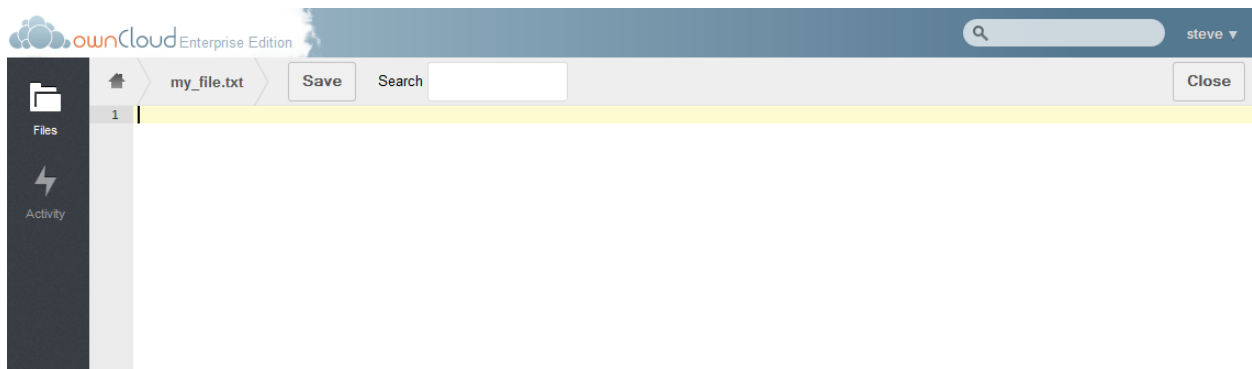 ownCloud Enterprise Edition
steve ▾
my_file.txt Save Search Close
1
Files
Activity